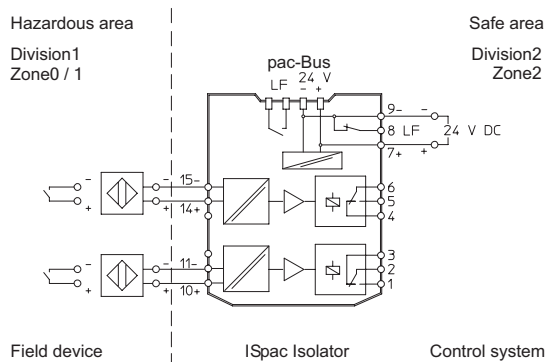 Hazardous area
Safe area
Division1
Zone0 / 1
Division2
Zone2
pac-Bus
LF 24 V
- +
9- -
8 LF 24 V DC
7+ +
- - 15-
+ + 14+
6
5
4
- - 11-
+ + 10+
3
2
1
Field device
ISpac Isolator
Control system